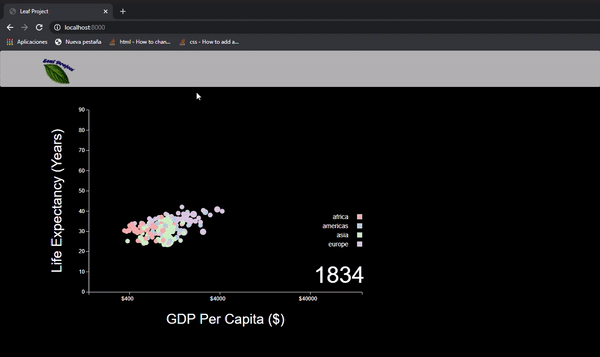 Leaf Project
localhost:8000
Aplicaciones
Nueva pestaña
html - How to chan...
css - How to add a...
Leaf Project
Life Expectancy (Years)
90
80
70
60
50
40
30
20
10
0
africa
americas
asia
europe
1834
$400
$4000
$40000
GDP Per Capita ($)